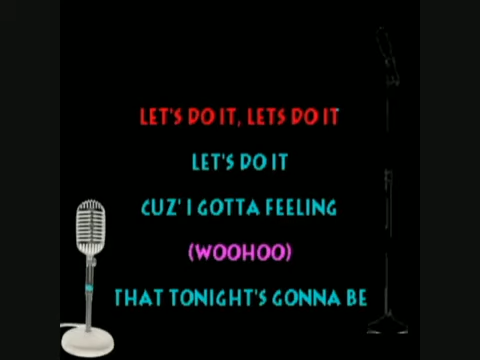 LET'S DO IT, LETS DO IT
LET'S DO IT
CUZ' I GOTTA FEELING
(WOOHOO)
THAT TONIGHT'S GONNA BE